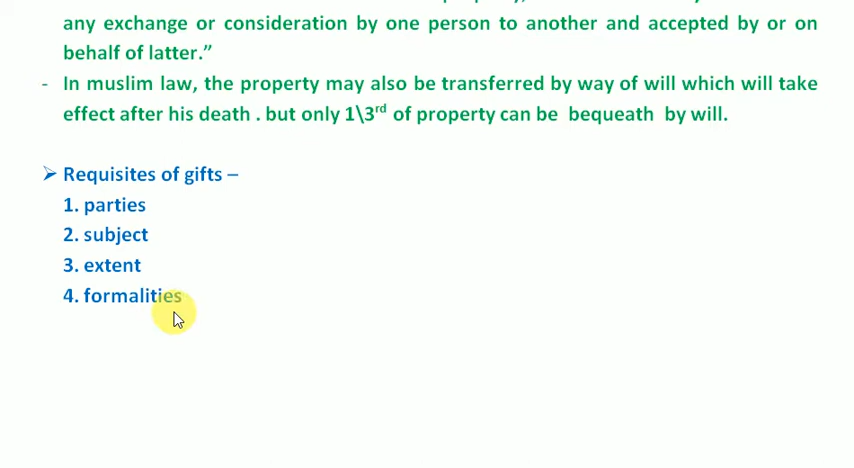 any exchange or consideration by one person to another and accepted by or on
behalf of latter.”
- In muslim law, the property may also be transferred by way of will which will take
effect after his death . but only 1\3rd of property can be bequeath by will.
➢ Requisites of gifts –
1. parties
2. subject
3. extent
4. formalities